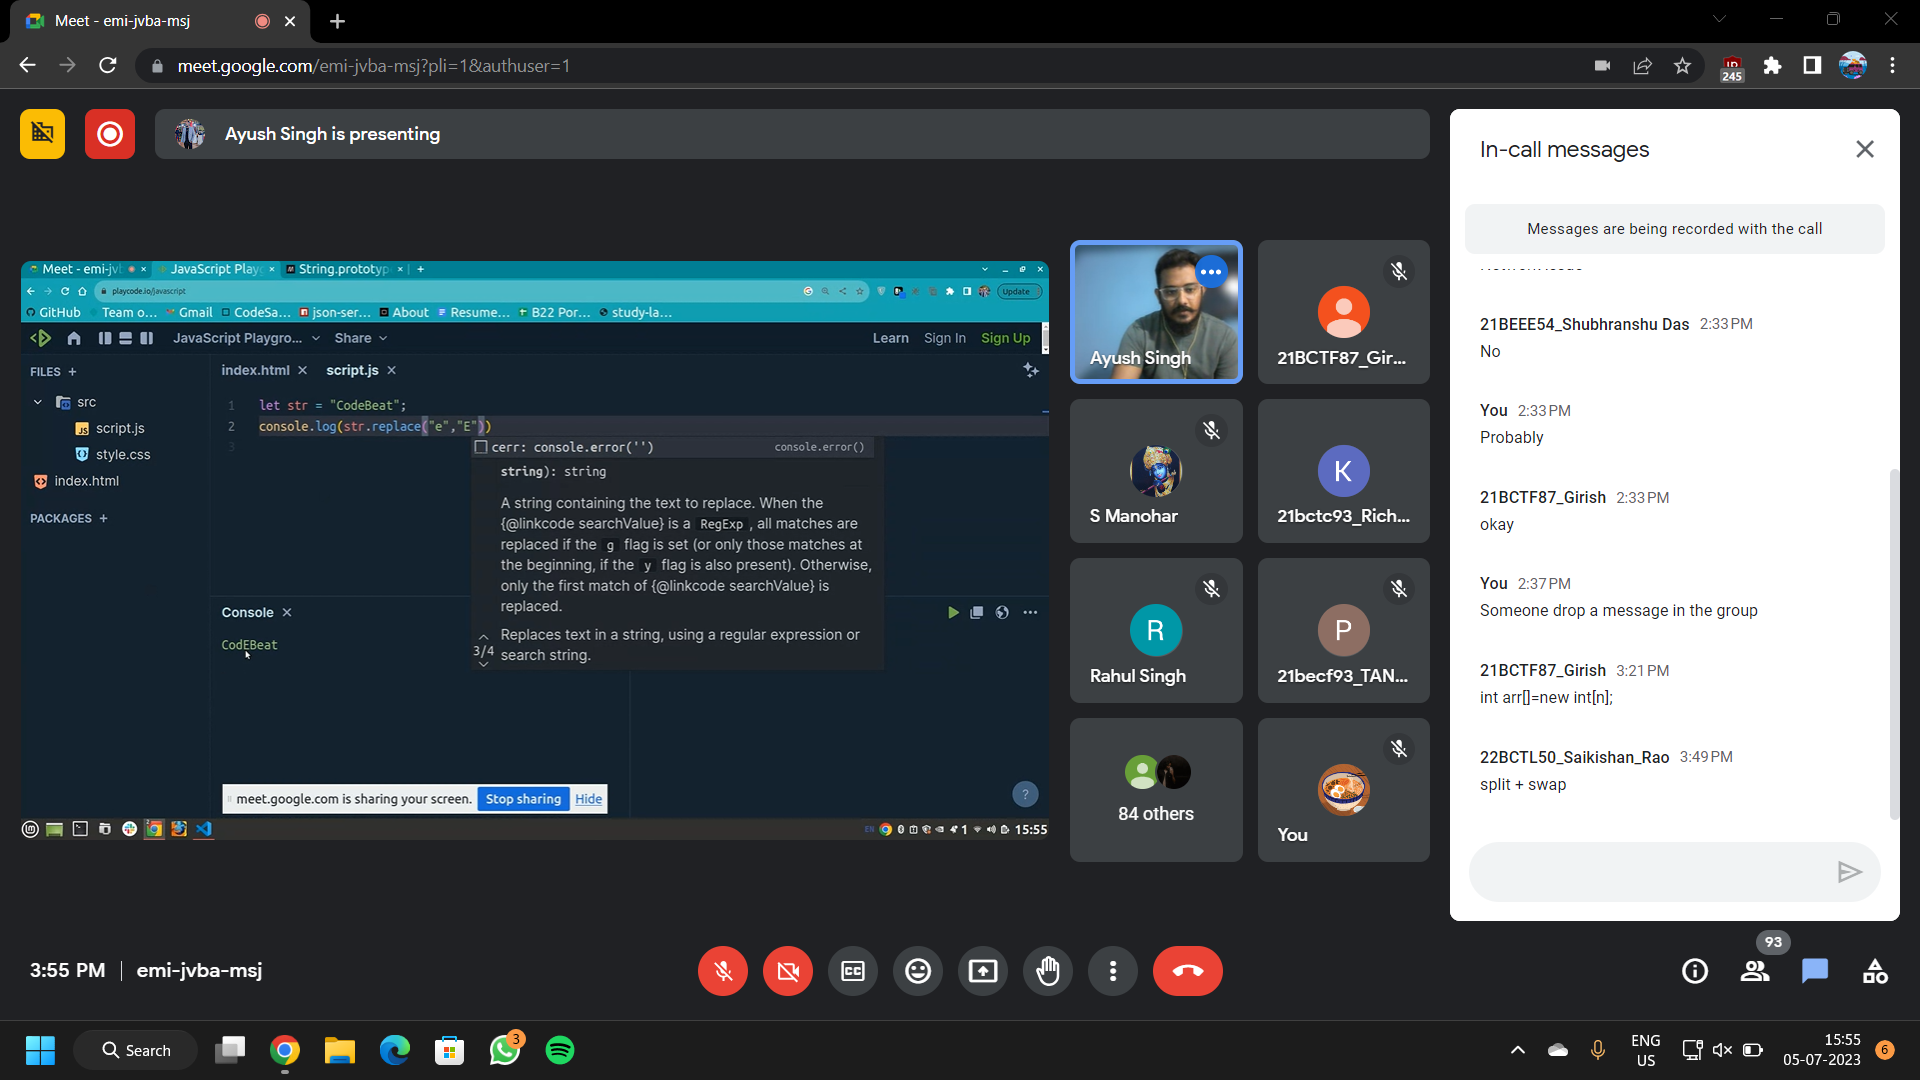 Meet - emi-jvba-msj
meet.google.com/emi-jvba-msj?pli=1&authuser=1
245
Ayush Singh is presenting
Meet - emi-jvb
JavaScript Playg
String.prototyp
playcode.io/javascript
Update
GitHub
Team o...
Gmail
CodeSa...
json-ser...
About
Resume...
B22 Por...
study-la...
JavaScript Playgro...
Share
Learn
Sign In
Sign Up
FILES +
index.html
script.js
src
script.js
style.css
index.html
PACKAGES +
1 let str = "CodeBeat";
2 console.log(str.replace("e","E"))
3
cerr: console.error('') console.error()
string): string
A string containing the text to replace. When the
{@linkcode searchValue} is a RegExp , all matches are
replaced if the g flag is set (or only those matches at
the beginning, if the y flag is also present). Otherwise,
only the first match of {@linkcode searchValue} is
replaced.
3/4
Replaces text in a string, using a regular expression or
search string.
Console
CodEBeat
meet.google.com is sharing your screen.
Stop sharing
Hide
?
EN
1
15:55
Ayush Singh
21BCTF87_Gir...
S Manohar
K
21bctc93_Rich...
R
Rahul Singh
P
21becf93_TAN...
84 others
You
In-call messages
Messages are being recorded with the call
21BEEE54_Shubhranshu Das 2:33 PM
No
You 2:33 PM
Probably
21BCTF87_Girish 2:33 PM
okay
You 2:37 PM
Someone drop a message in the group
21BCTF87_Girish 3:21 PM
int arr[]=new int[n];
22BCTL50_Saikishan_Rao 3:49 PM
split + swap
3:55 PM | emi-jvba-msj
93
Search
3
ENG
US
15:55
05-07-2023
6